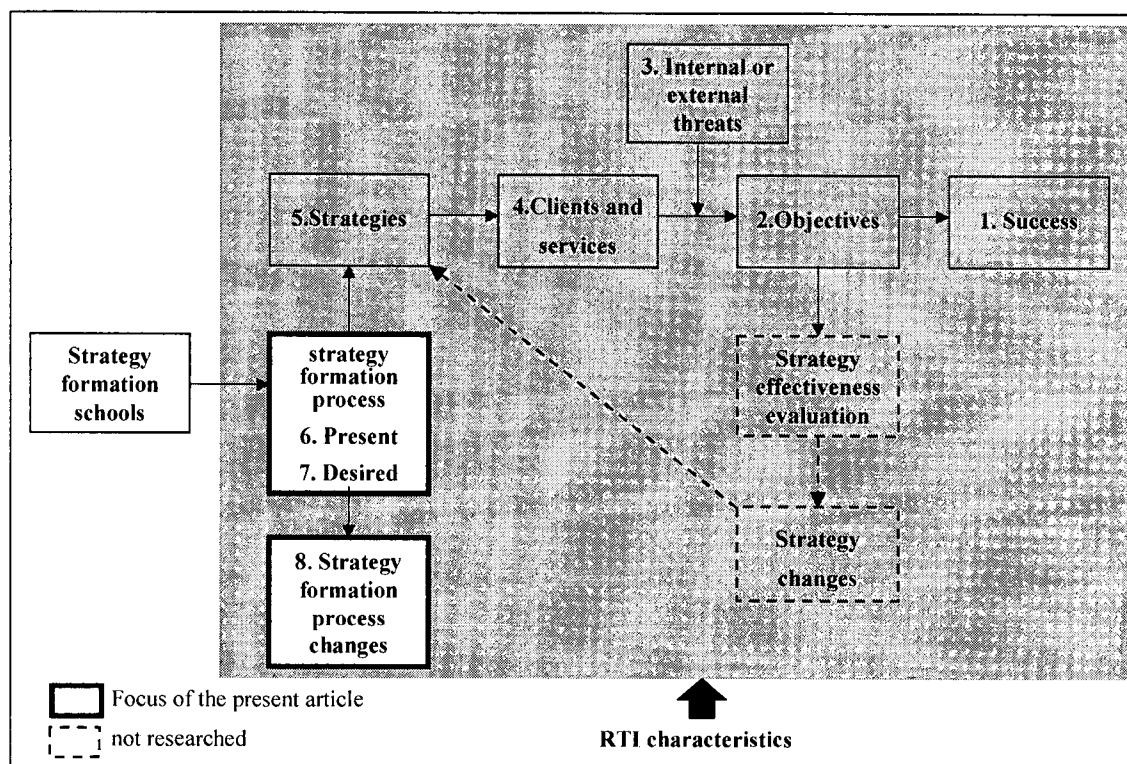 3. Internal or
external
threats
5.Strategies
4.Clients and
services
2.Objectives
1. Success
Strategy
formation
schools
strategy
formation
process
6. Present
7. Desired
Strategy
effectiveness
evaluation
8. Strategy
formation
process
changes
Strategy
changes
Focus of the present article
not researched
RTI characteristics